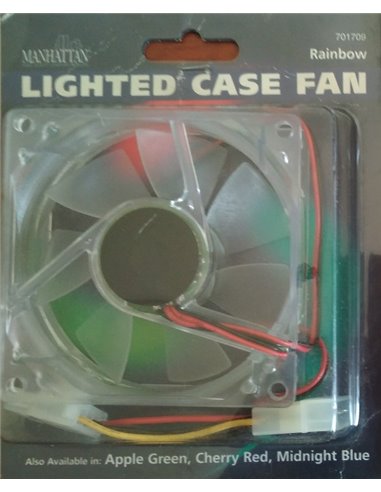 701709
MANHATTAN
Rainbow
LIGHTED CASE FAN
Also Available in: Apple Green, Cherry Red, Midnight Blue